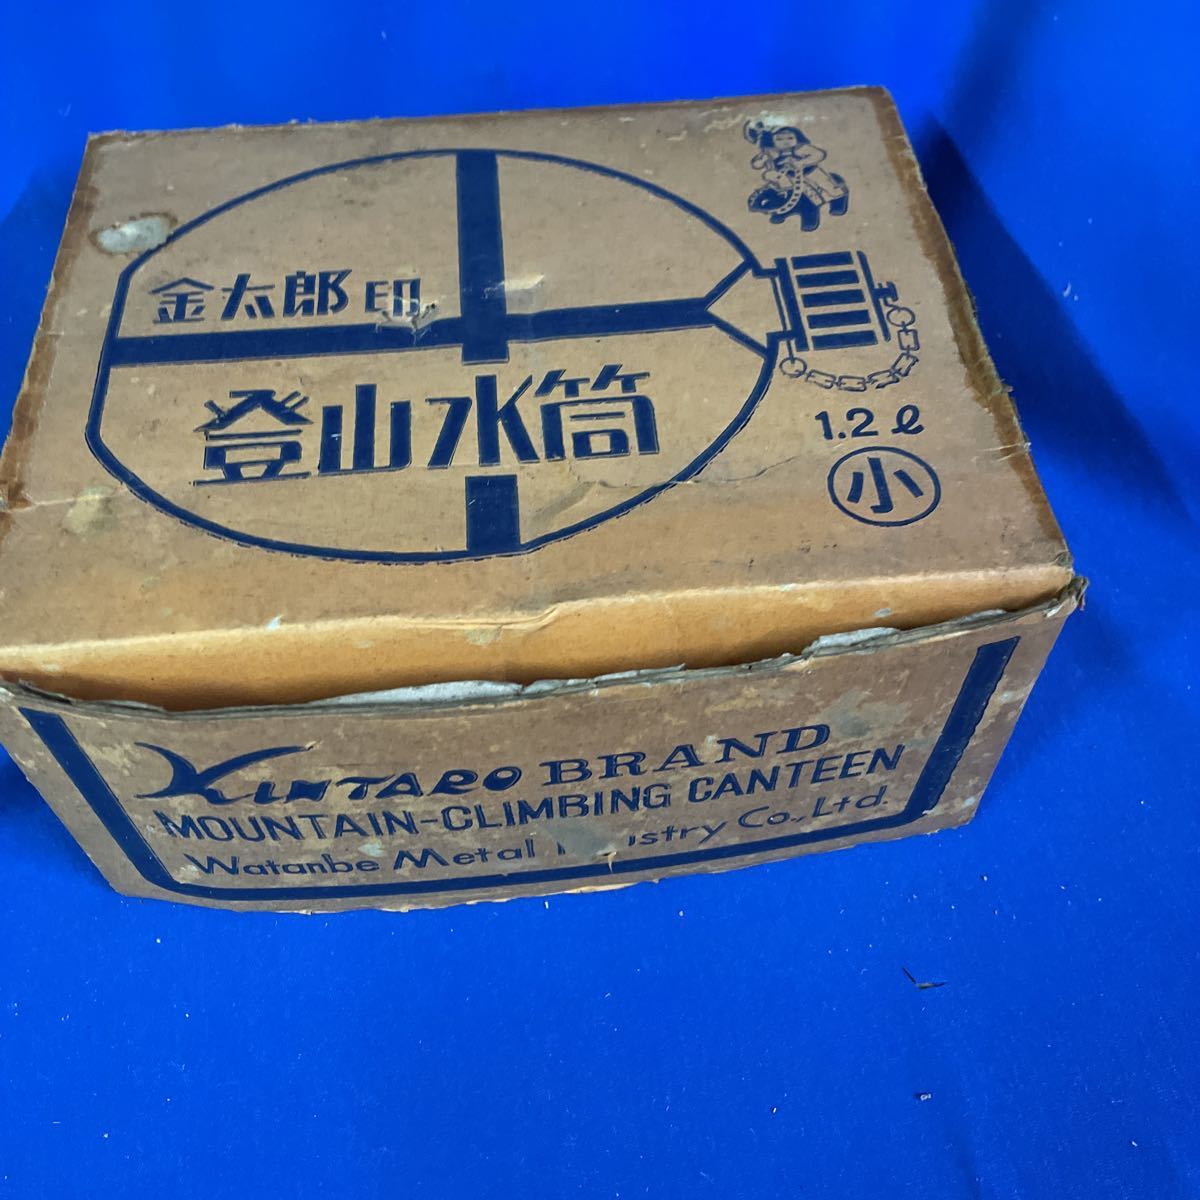 金太郎印
登山水筒
1.2ℓ
小
KINTARO BRAND
MOUNTAIN-CLIMBING CANTEEN
Watanbe Metal stry Co., Ltd.